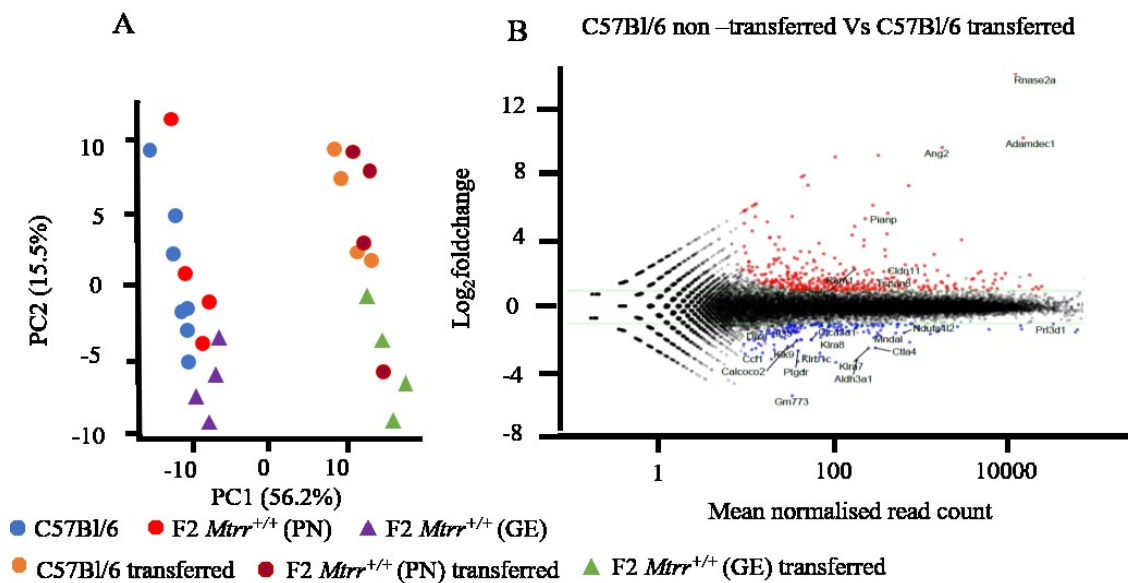 A
B
C57Bl/6 non –transferred Vs C57Bl/6 transferred
PC2 (15.5%)
10
5
0
-5
-10
-10
0
10
PC1 (56.2%)
Log2foldchange
12
8
4
0
-4
-8
Rnase2a
Adamdec1
Ang2
Pianp
Cldn11
Tspan8
Ndufa4l2
Prl3d1
Klra8
Mndal
Ctla4
Ccl1
Klk9
Klrb1c
Klra7
Calcoco2
Ptgdr
Aldh3a1
Gm773
1
100
10000
Mean normalised read count
C57Bl/6
F2 Mtrr+/+ (PN)
F2 Mtrr+/+ (GE)
C57Bl/6 transferred
F2 Mtrr+/+ (PN) transferred
F2 Mtrr+/+ (GE) transferred